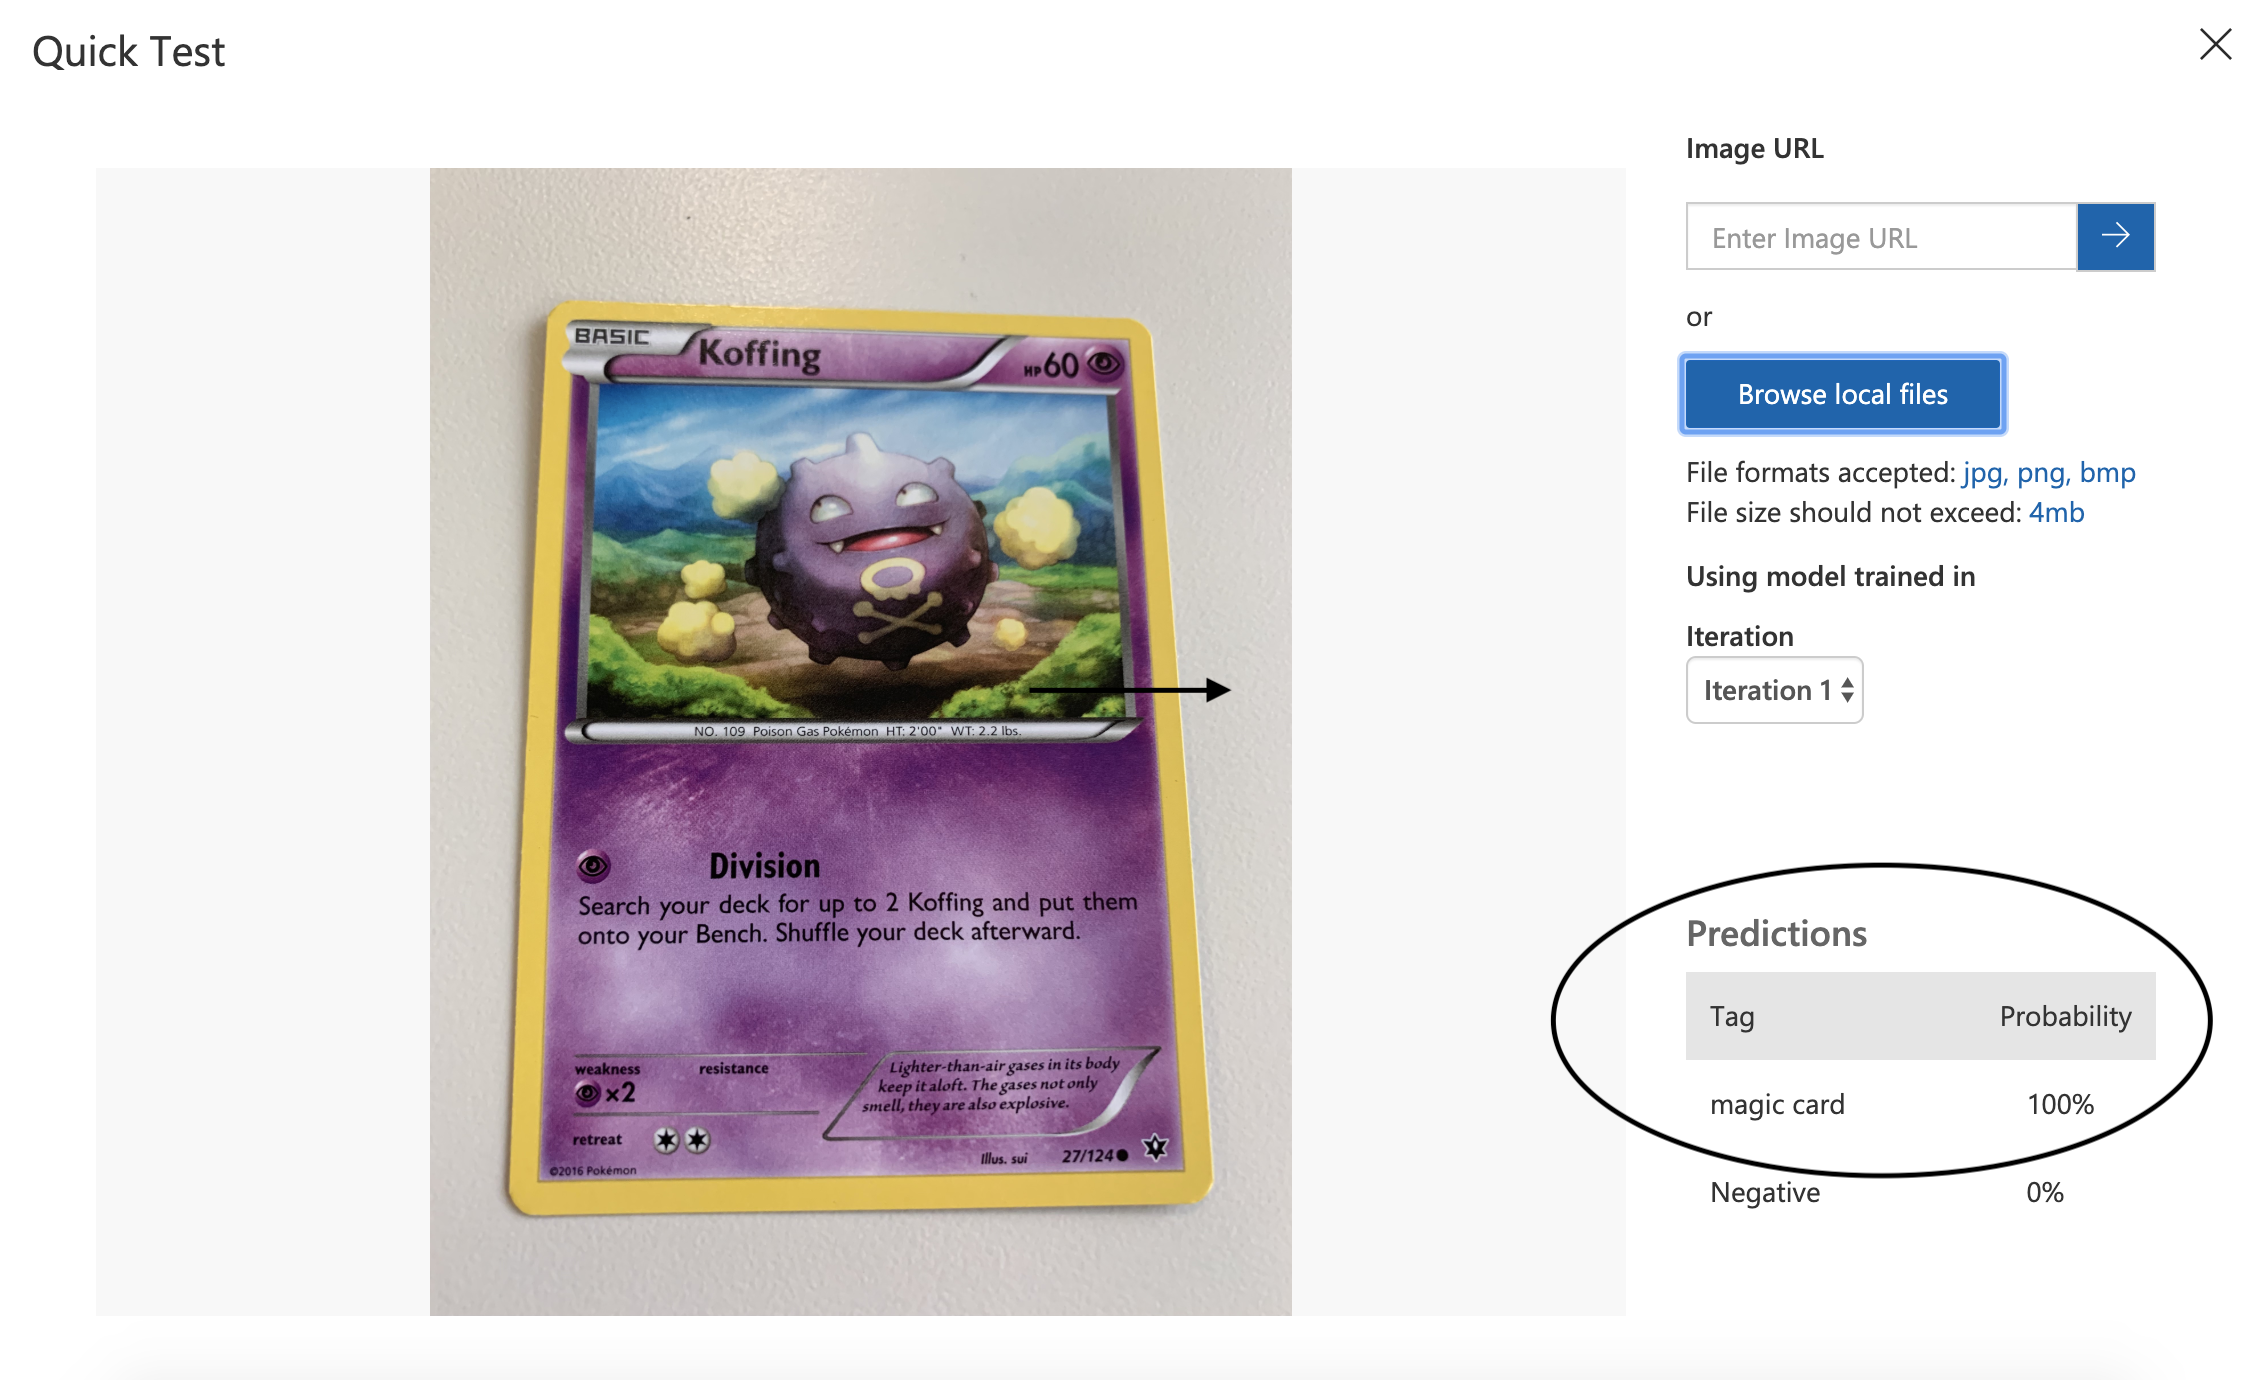 Quick Test
Image URL
Enter Image URL
or
Browse local files
File formats accepted: jpg, png, bmp
File size should not exceed: 4mb
Using model trained in
Iteration
Iteration 1
Predictions
Tag Probability
magic card 100%
Negative 0%
BASIC Koffing HP60
NO. 109 Poison Gas Pokémon HT: 2'00" WT: 2.2 lbs.
Division
Search your deck for up to 2 Koffing and put them
onto your Bench. Shuffle your deck afterward.
weakness resistance
×2
retreat
Lighter-than-air gases in its body
keep it aloft. The gases not only
smell, they are also explosive.
Illus. sui 27/124
©2016 Pokémon